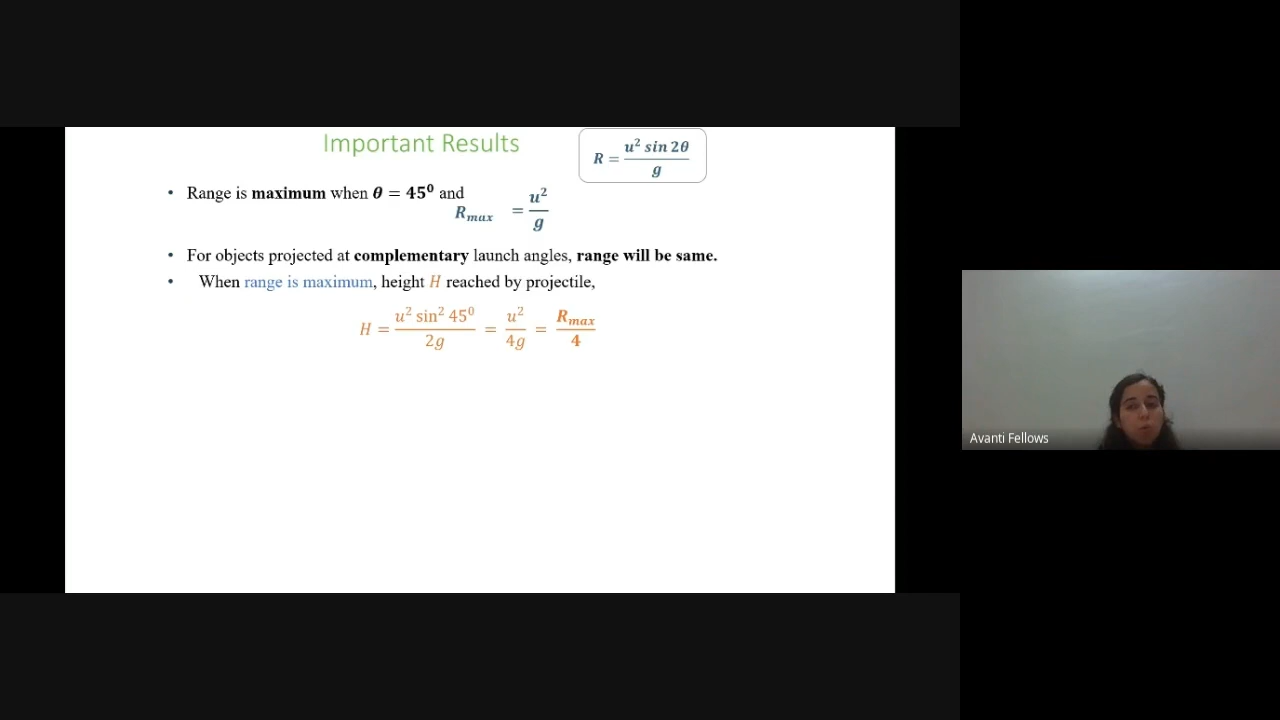 Important Results
R = u² sin 2θ / g
• Range is maximum when θ = 45⁰ and
R_max = u² / g
• For objects projected at complementary launch angles, range will be same.
• When range is maximum, height H reached by projectile,
H = u² sin² 45⁰ / 2g = u² / 4g = R_max / 4
Avanti Fellows